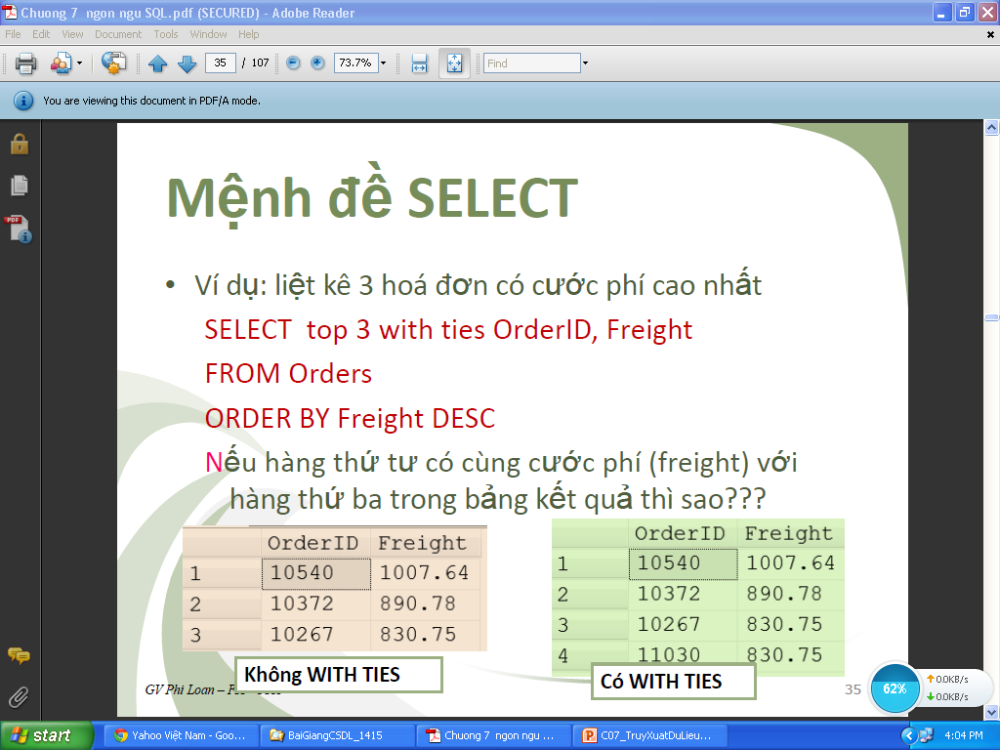 Chuong 7 ngon ngu SQL.pdf (SECURED) - Adobe Reader
File Edit View Document Tools Window Help
35 / 107 73.7% Find
You are viewing this document in PDF/A mode.
Mệnh đề SELECT
• Ví dụ: liệt kê 3 hoá đơn có cước phí cao nhất
SELECT top 3 with ties OrderID, Freight
FROM Orders
ORDER BY Freight DESC
Nếu hàng thứ tư có cùng cước phí (freight) với
hàng thứ ba trong bảng kết quả thì sao???
OrderID Freight
1 10540 1007.64
2 10372 890.78
3 10267 830.75
Không WITH TIES
OrderID Freight
1 10540 1007.64
2 10372 890.78
3 10267 830.75
4 11030 830.75
Có WITH TIES
GV Phi Loan –
35
62%
0.0KB/s
0.0KB/s
start
Yahoo Việt Nam - Goo...
BaiGiangCSDL_1415
Chuong 7 ngon ngu ...
C07_TruyXuatDuLieu...
4:04 PM